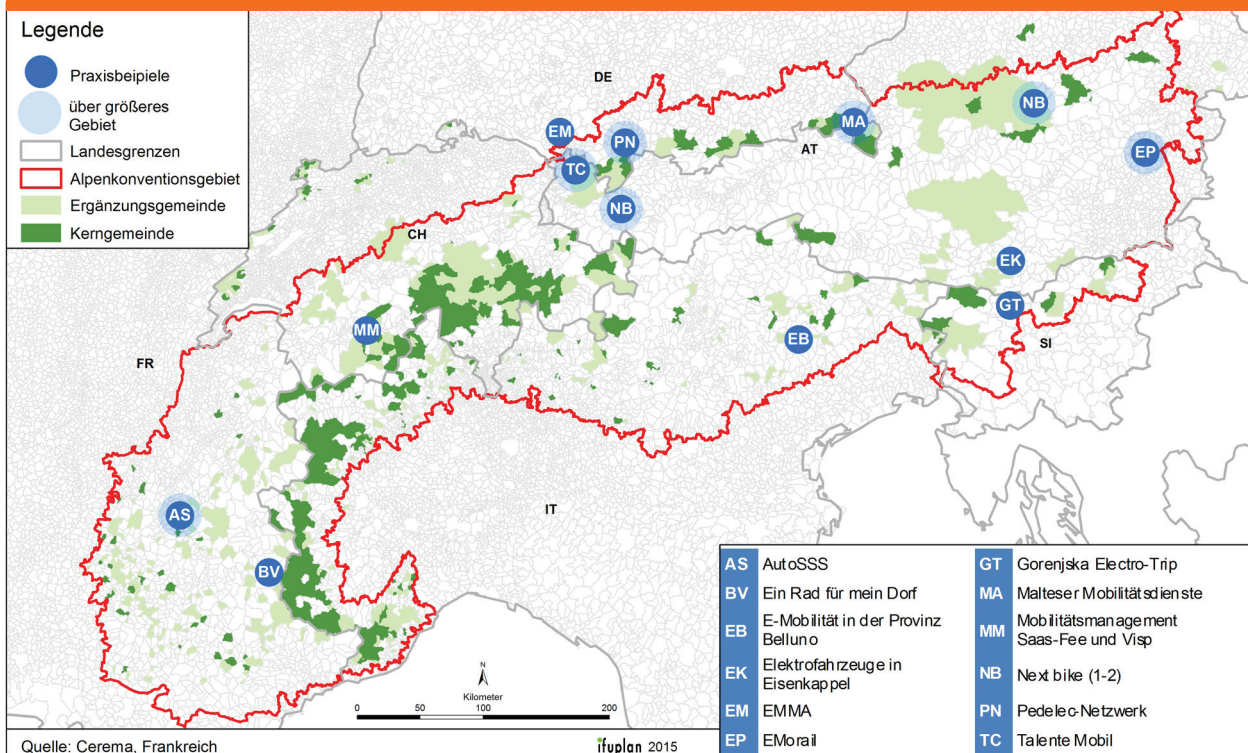 Legende
Praxisbeipiele
über größeres
Gebiet
Landesgrenzen
Alpenkonventionsgebiet
Ergänzungsgemeinde
Kerngemeinde
DE
EM
PN
TC
NB
MA
AT
NB
EP
CH
EK
GT
MM
EB
SI
FR
AS
IT
BV
N
Kilometer
0 50 100 200
AS AutoSSS
BV Ein Rad für mein Dorf
EB E-Mobilität in der Provinz
Belluno
EK Elektrofahrzeuge in
Eisenkappel
EM EMMA
EP EMorail
GT Gorenjska Electro-Trip
MA Malteser Mobilitätsdienste
MM Mobilitätsmanagement
Saas-Fee und Visp
NB Next bike (1-2)
PN Pedelec-Netzwerk
TC Talente Mobil
Quelle: Cerema, Frankreich
ifuplan 2015